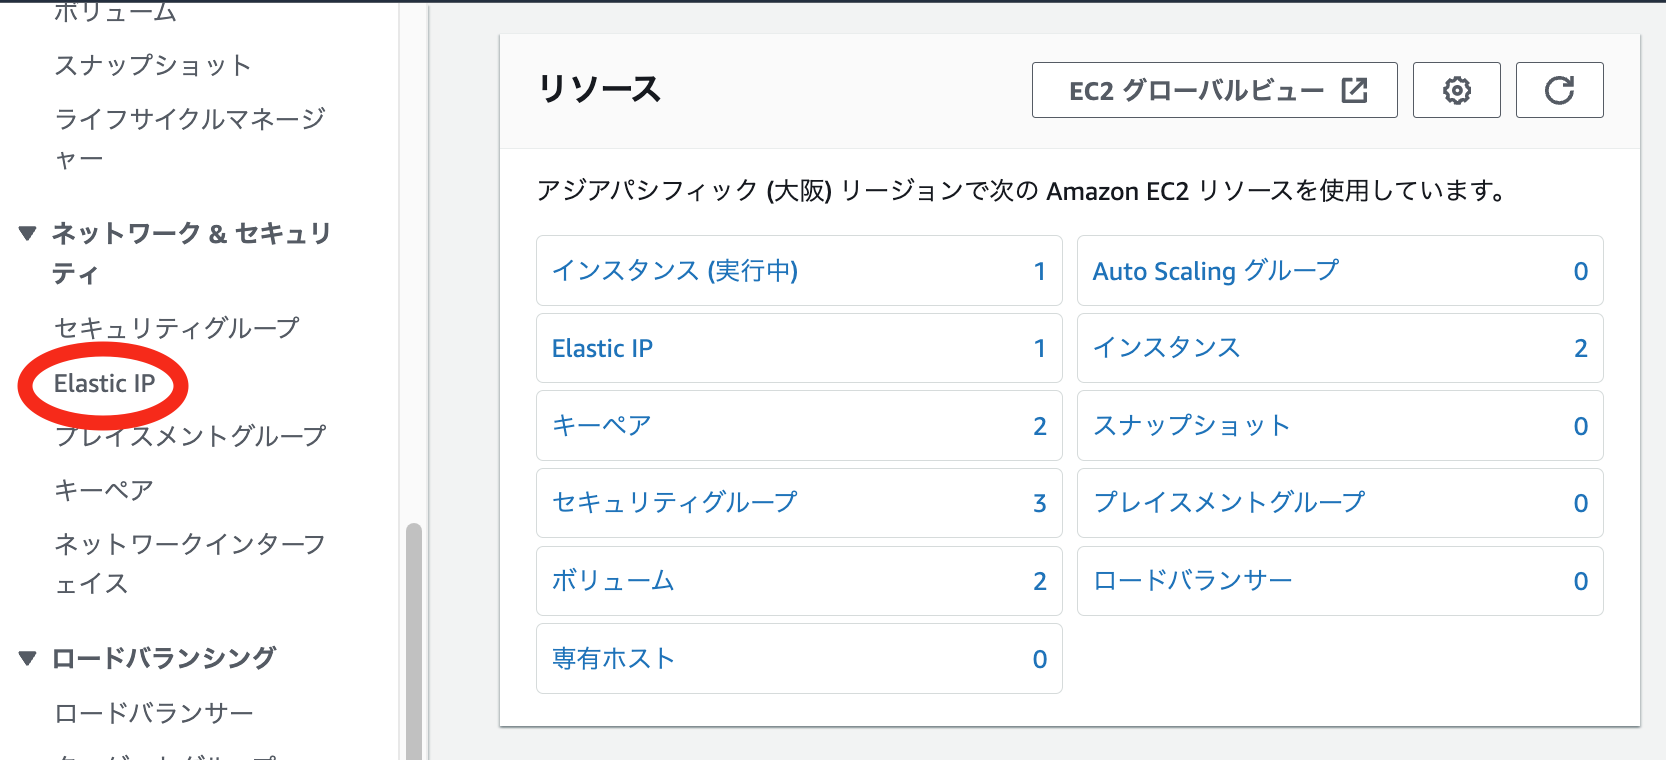 ボリューム
スナップショット
ライフサイクルマネージ
ャー
ネットワーク & セキュリ
ティ
セキュリティグループ
Elastic IP
プレイスメントグループ
キーペア
ネットワークインターフ
ェイス
ロードバランシング
ロードバランサー
ターゲットグループ
リソース
EC2 グローバルビュー
アジアパシフィック (大阪) リージョンで次の Amazon EC2 リソースを使用しています。
インスタンス (実行中) 1
Auto Scaling グループ 0
Elastic IP 1
インスタンス 2
キーペア 2
スナップショット 0
セキュリティグループ 3
プレイスメントグループ 0
ボリューム 2
ロードバランサー 0
専有ホスト 0